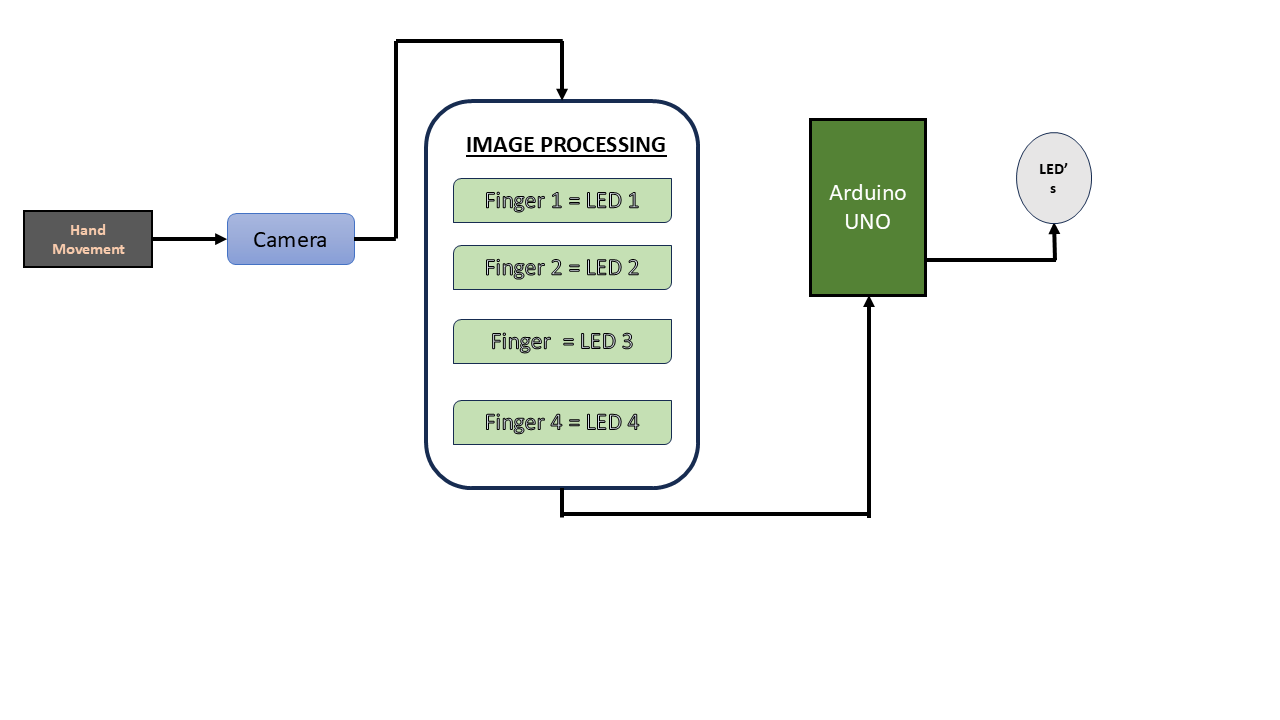 Hand
Movement
Camera
IMAGE PROCESSING
Finger 1 = LED 1
Finger 2 = LED 2
Finger  = LED 3
Finger 4 = LED 4
Arduino
UNO
LED’
s